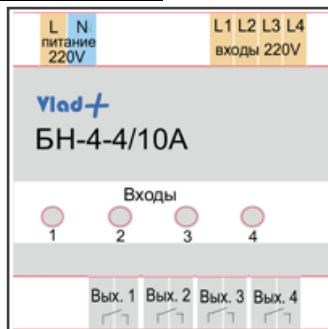 L N L1 L2 L3 L4
питание входы 220V
220V
Vlad+
БН-4-4/10А
Входы
1 2 3 4
Вых. 1 Вых. 2 Вых. 3 Вых. 4